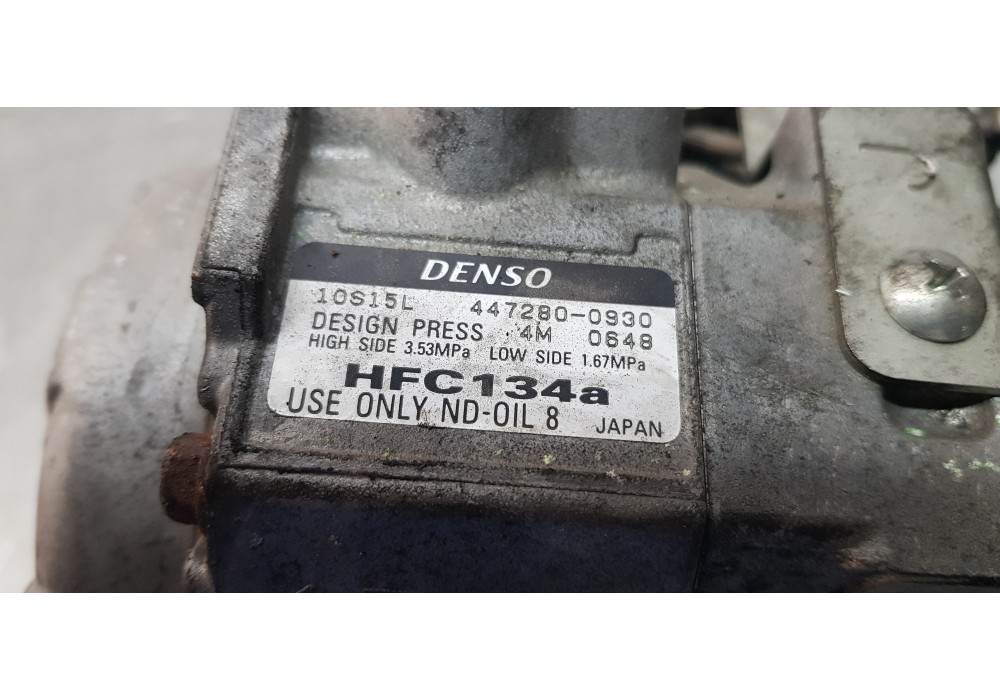 DENSO
10S15L 447280-0930
DESIGN PRESS 4M 0648
HIGH SIDE 3.53MPa LOW SIDE 1.67MPa
HFC134a
USE ONLY ND-OIL 8 JAPAN